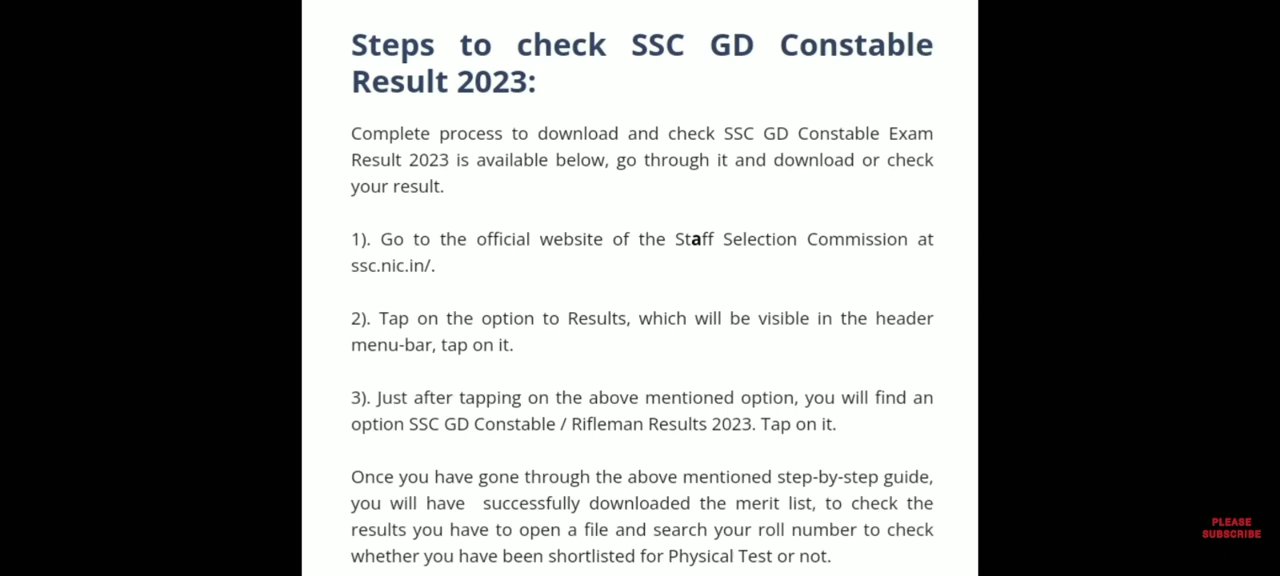 Steps to check SSC GD Constable
Result 2023:
Complete process to download and check SSC GD Constable Exam
Result 2023 is available below, go through it and download or check
your result.
1). Go to the official website of the Staff Selection Commission at
ssc.nic.in/.
2). Tap on the option to Results, which will be visible in the header
menu-bar, tap on it.
3). Just after tapping on the above mentioned option, you will find an
option SSC GD Constable / Rifleman Results 2023. Tap on it.
Once you have gone through the above mentioned step-by-step guide,
you will have successfully downloaded the merit list, to check the
results you have to open a file and search your roll number to check
whether you have been shortlisted for Physical Test or not.
PLEASE
SUBSCRIBE